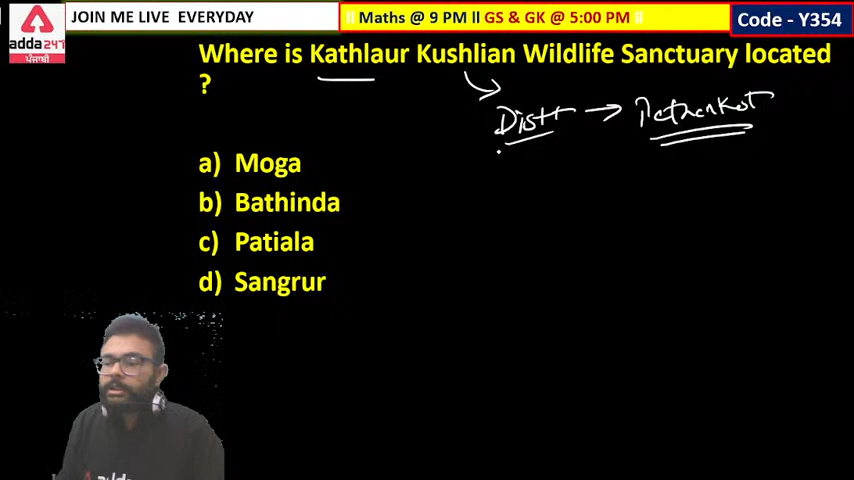 JOIN ME LIVE EVERYDAY
|| Maths @ 9 PM || GS & GK @ 5:00 PM ||
Code - Y354
adda247
ਪੰਜਾਬੀ
Where is Kathlaur Kushlian Wildlife Sanctuary located
?
Distt → Pathankot
a) Moga
b) Bathinda
c) Patiala
d) Sangrur